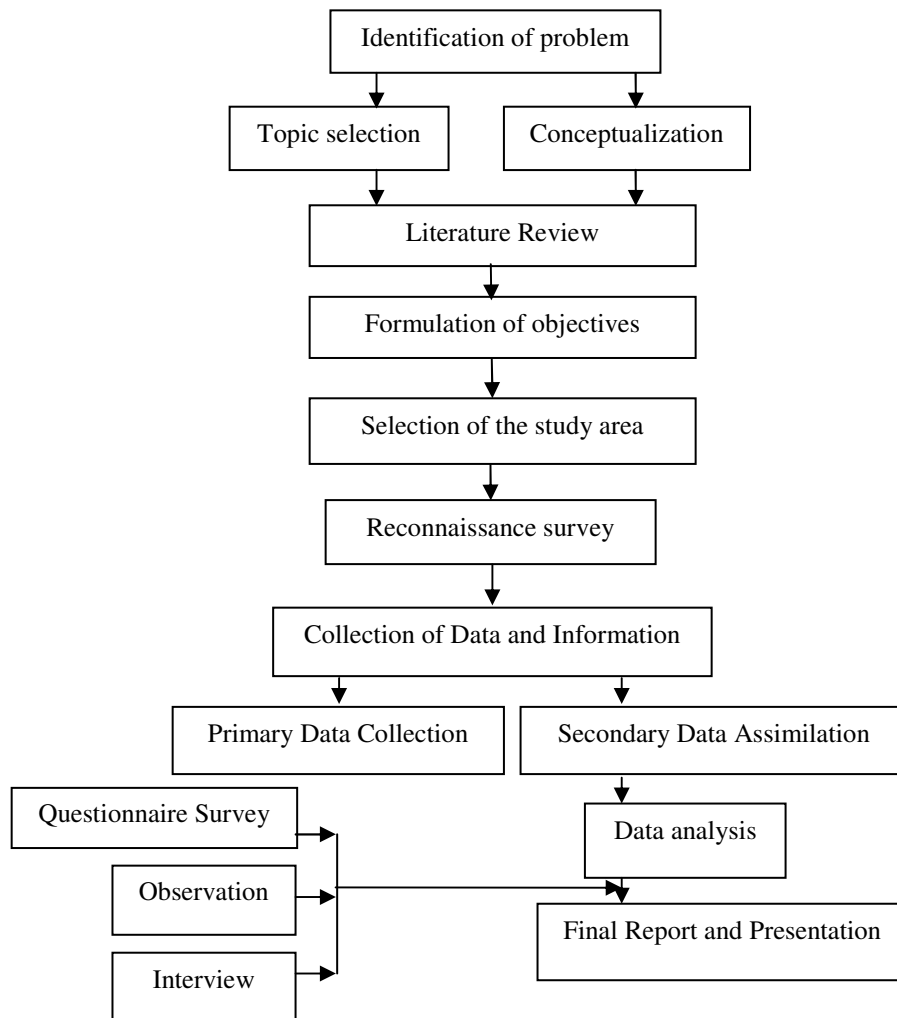 Identification of problem
Topic selection
Conceptualization
Literature Review
Formulation of objectives
Selection of the study area
Reconnaissance survey
Collection of Data and Information
Primary Data Collection
Secondary Data Assimilation
Questionnaire Survey
Data analysis
Observation
Final Report and Presentation
Interview